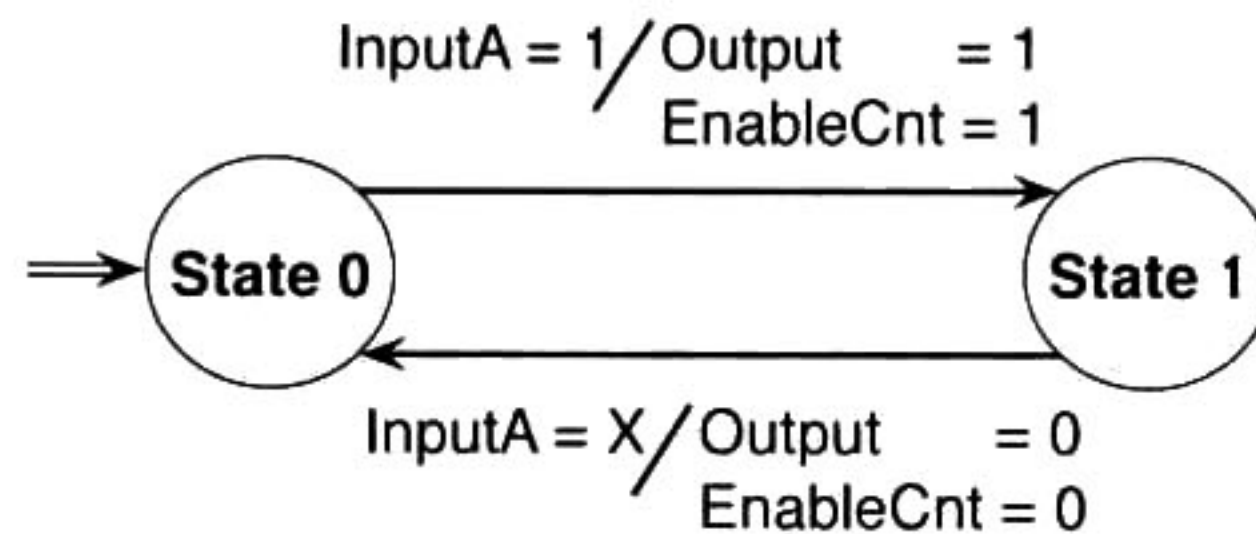 InputA = 1/Output = 1
EnableCnt = 1
State 0
State 1
InputA = X/Output = 0
EnableCnt = 0